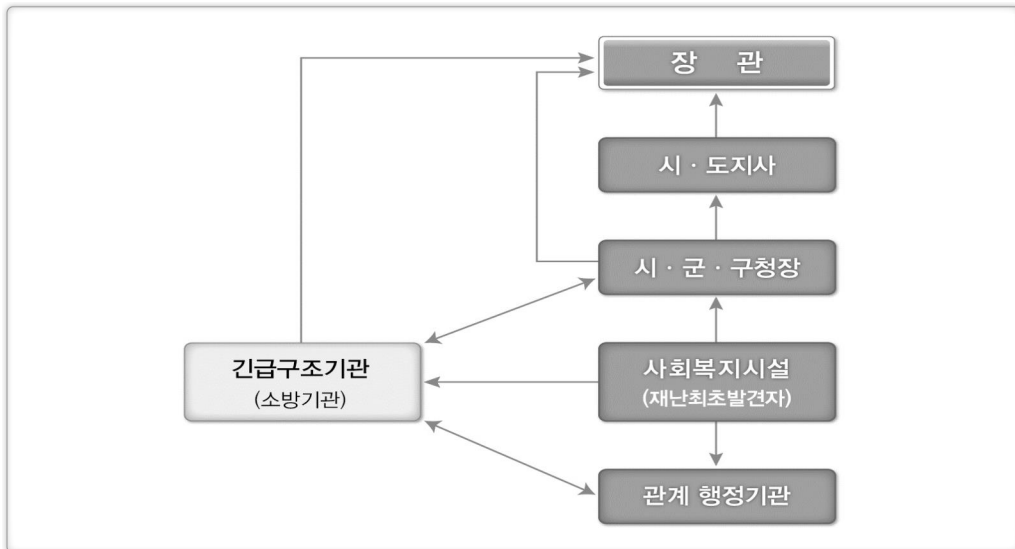 장 관
시 · 도지사
시 · 군 · 구청장
긴급구조기관
(소방기관)
사회복지시설
(재난최초발견자)
관계 행정기관